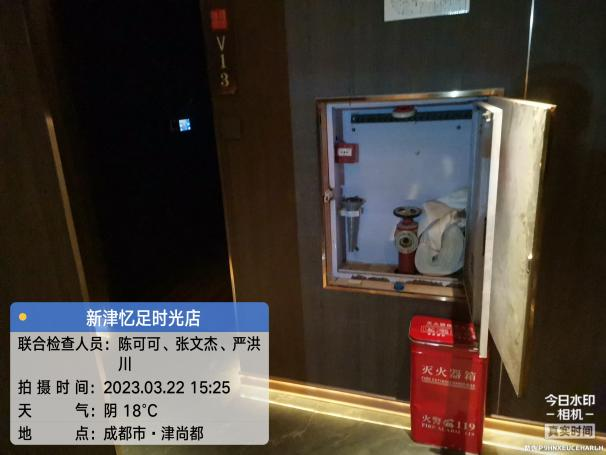 V13
灭火器箱
火警 119
FIRE ALARM 119
新津忆足时光店
联合检查人员：陈可可、张文杰、严洪
川
拍摄时间：2023.03.22 15:25
天气：阴 18°C
地点：成都市·津尚都
今日水印
-相机-
真实时间